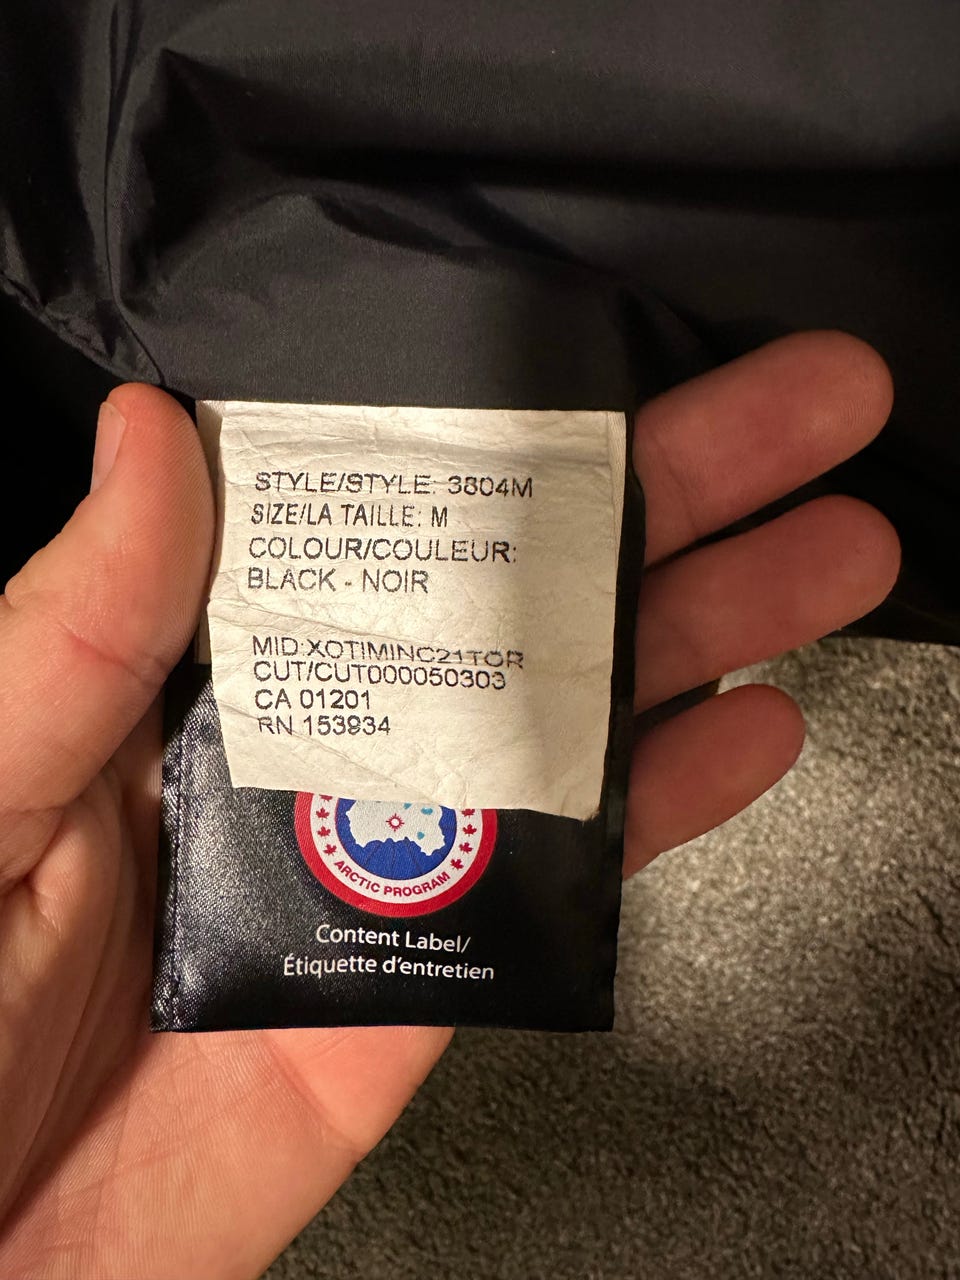 STYLE/STYLE: 3804M
SIZE/LA TAILLE: M
COLOUR/COULEUR:
BLACK - NOIR
MID:XOTIMINC21TOR
CUT/CUT000050303
CA 01201
RN 153934
ARCTIC PROGRAM
Content Label/
Étiquette d'entretien